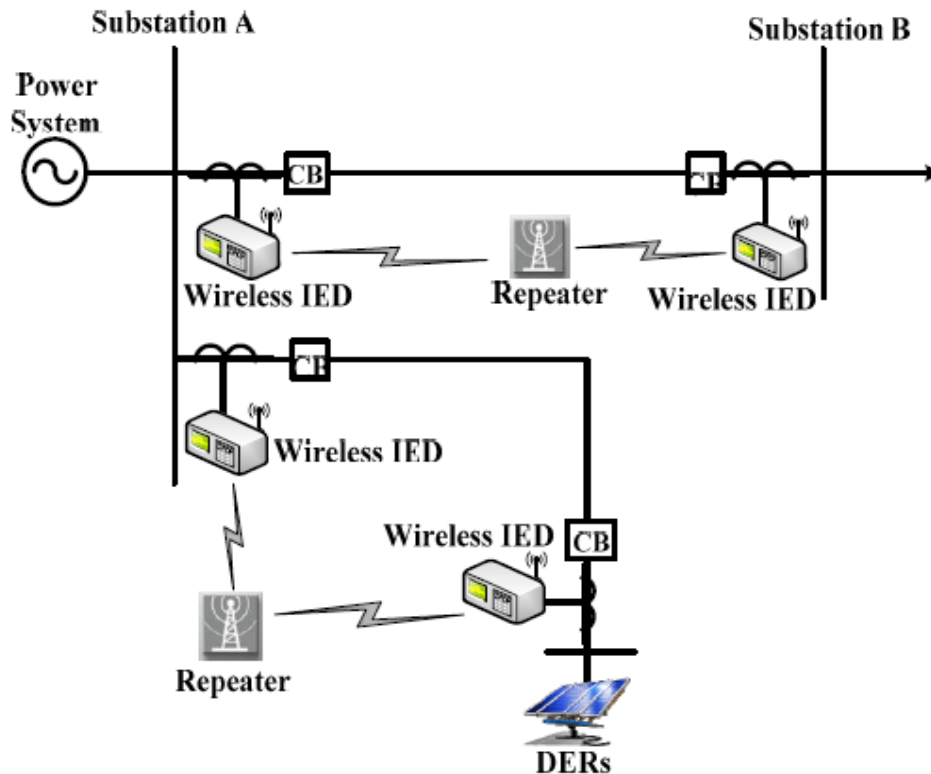 Substation A
Substation B
Power
System
CB
CB
Wireless IED
Repeater
Wireless IED
CB
Wireless IED
Wireless IED
CB
Repeater
DERs